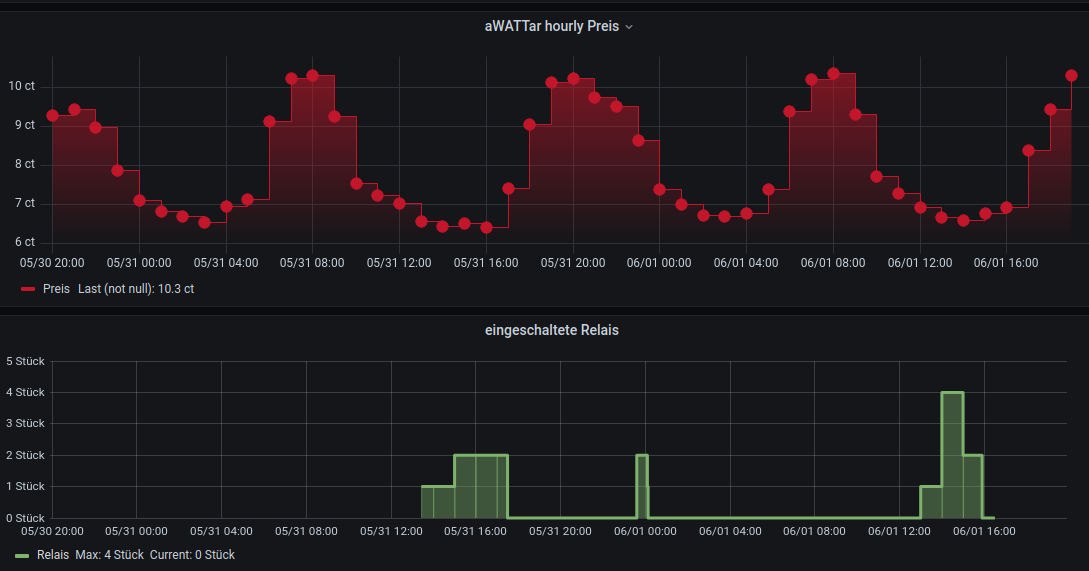 aWATTar hourly Preis
10 ct
9 ct
8 ct
7 ct
6 ct
05/30 20:00 05/31 00:00 05/31 04:00 05/31 08:00 05/31 12:00 05/31 16:00 05/31 20:00 06/01 00:00 06/01 04:00 06/01 08:00 06/01 12:00 06/01 16:00
Preis Last (not null): 10.3 ct
eingeschaltete Relais
5 Stück
4 Stück
3 Stück
2 Stück
1 Stück
0 Stück
05/30 20:00 05/31 00:00 05/31 04:00 05/31 08:00 05/31 12:00 05/31 16:00 05/31 20:00 06/01 00:00 06/01 04:00 06/01 08:00 06/01 12:00 06/01 16:00
Relais Max: 4 Stück Current: 0 Stück